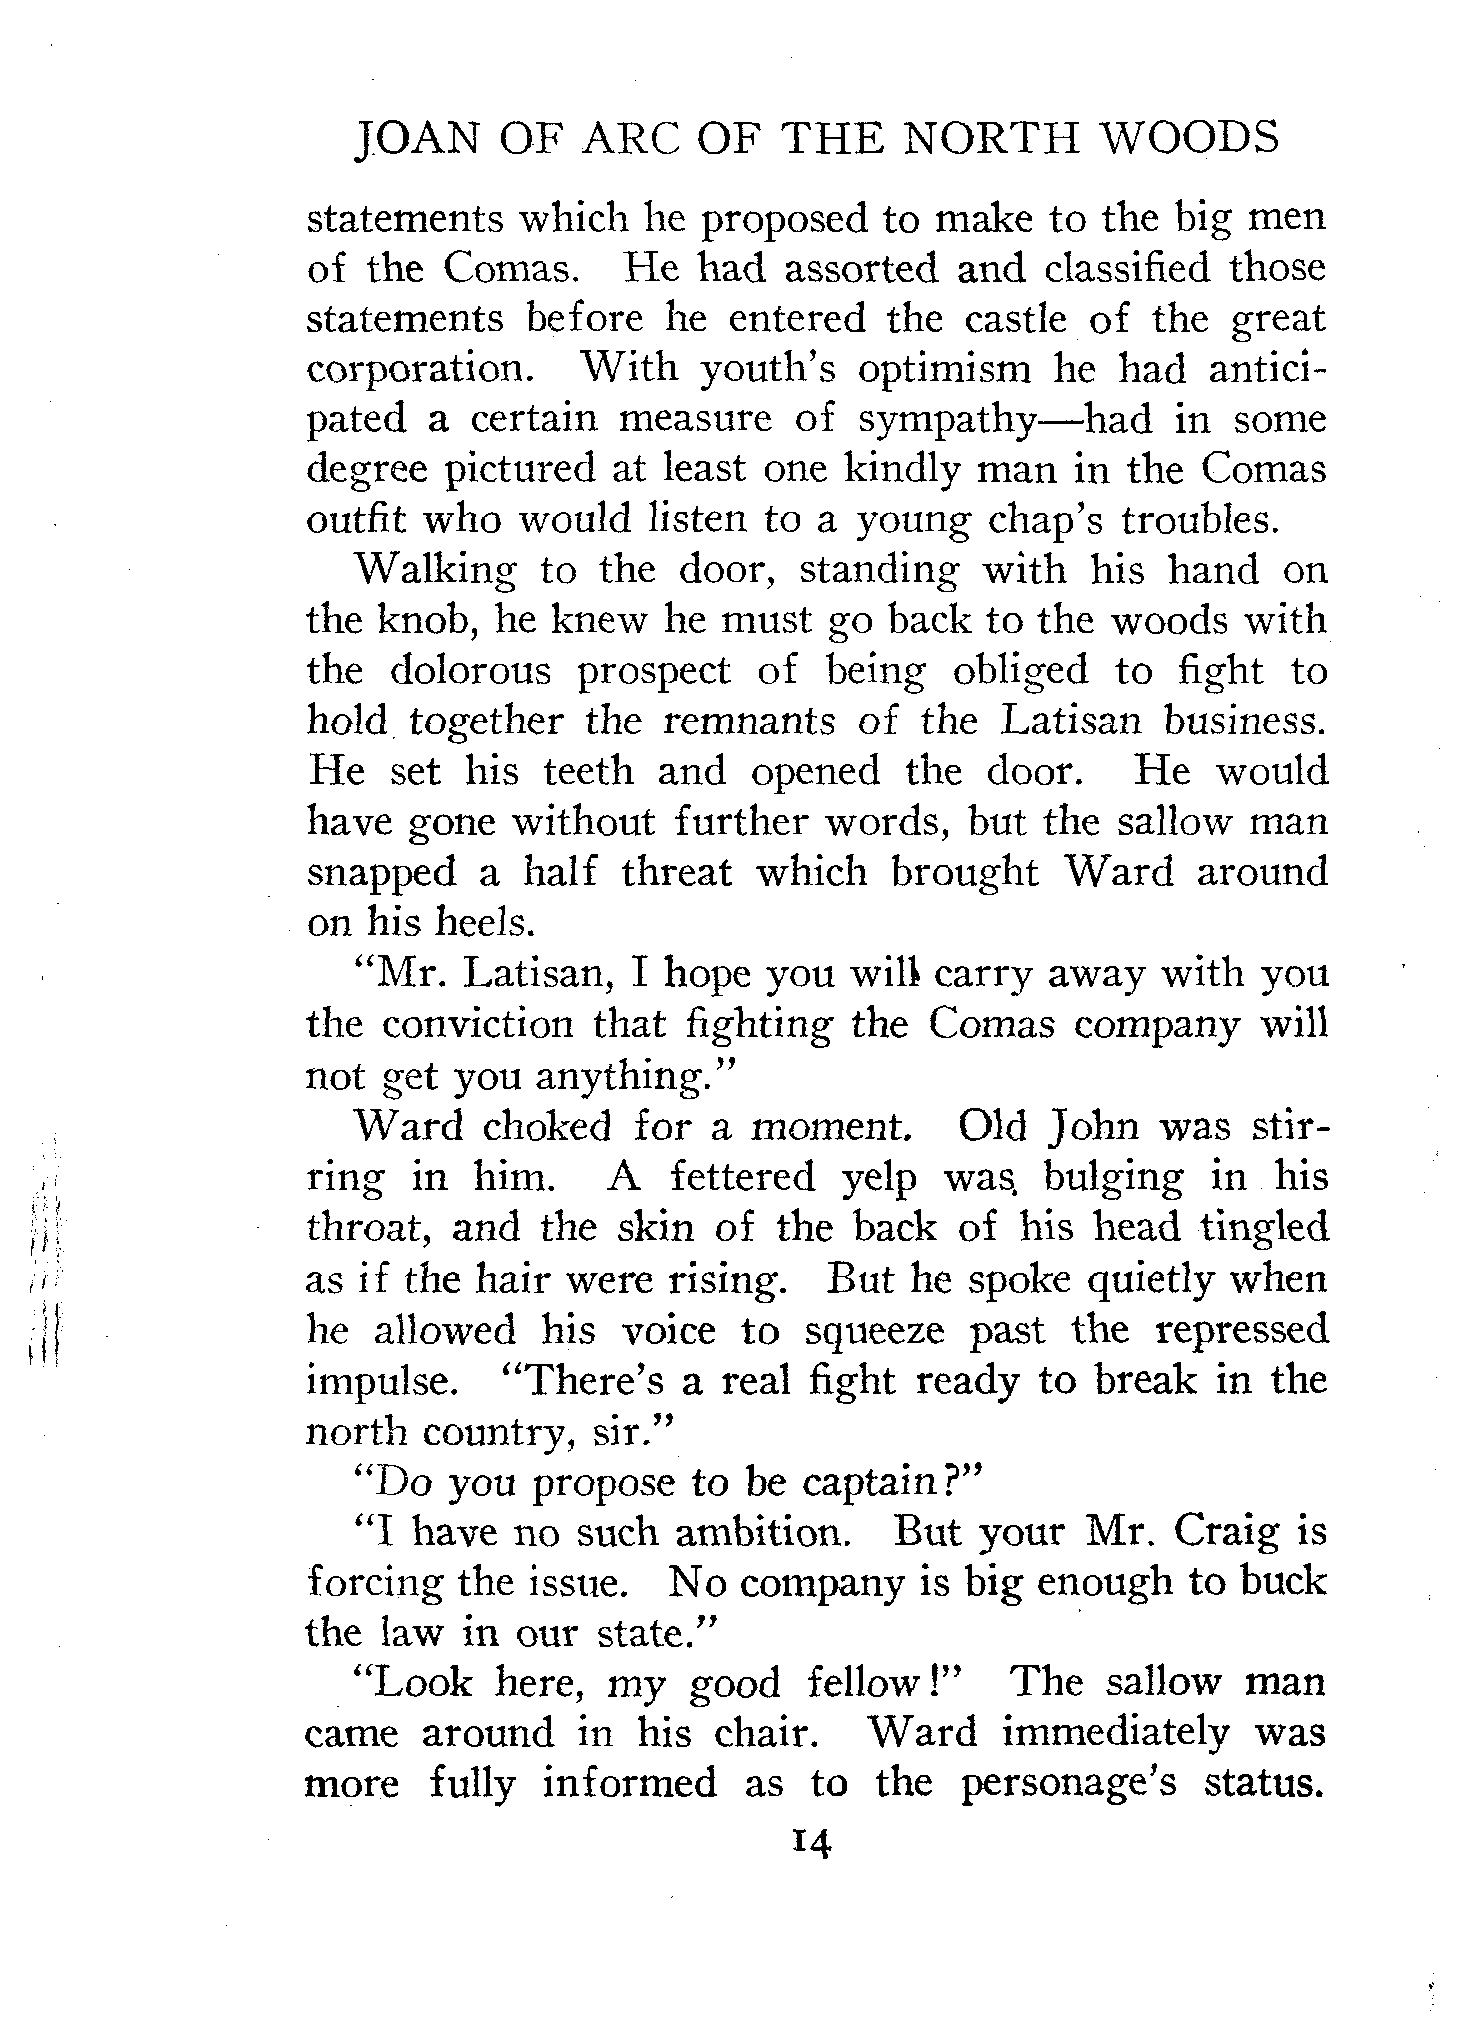 JOAN OF ARC OF THE NORTH WOODS
statements which he proposed to make to the big men
of the Comas. He had assorted and classified those
statements before he entered the castle of the great
corporation. With youth's optimism he had antici-
pated a certain measure of sympathy—had in some
degree pictured at least one kindly man in the Comas
outfit who would listen to a young chap's troubles.
Walking to the door, standing with his hand on
the knob, he knew he must go back to the woods with
the dolorous prospect of being obliged to fight to
hold together the remnants of the Latisan business.
He set his teeth and opened the door. He would
have gone without further words, but the sallow man
snapped a half threat which brought Ward around
on his heels.
"Mr. Latisan, I hope you will carry away with you
the conviction that fighting the Comas company will
not get you anything."
Ward choked for a moment. Old John was stir-
ring in him. A fettered yelp was bulging in his
throat, and the skin of the back of his head tingled
as if the hair were rising. But he spoke quietly when
he allowed his voice to squeeze past the repressed
impulse. "There's a real fight ready to break in the
north country, sir."
"Do you propose to be captain?"
"I have no such ambition. But your Mr. Craig is
forcing the issue. No company is big enough to buck
the law in our state."
"Look here, my good fellow!" The sallow man
came around in his chair. Ward immediately was
more fully informed as to the personage's status.
14